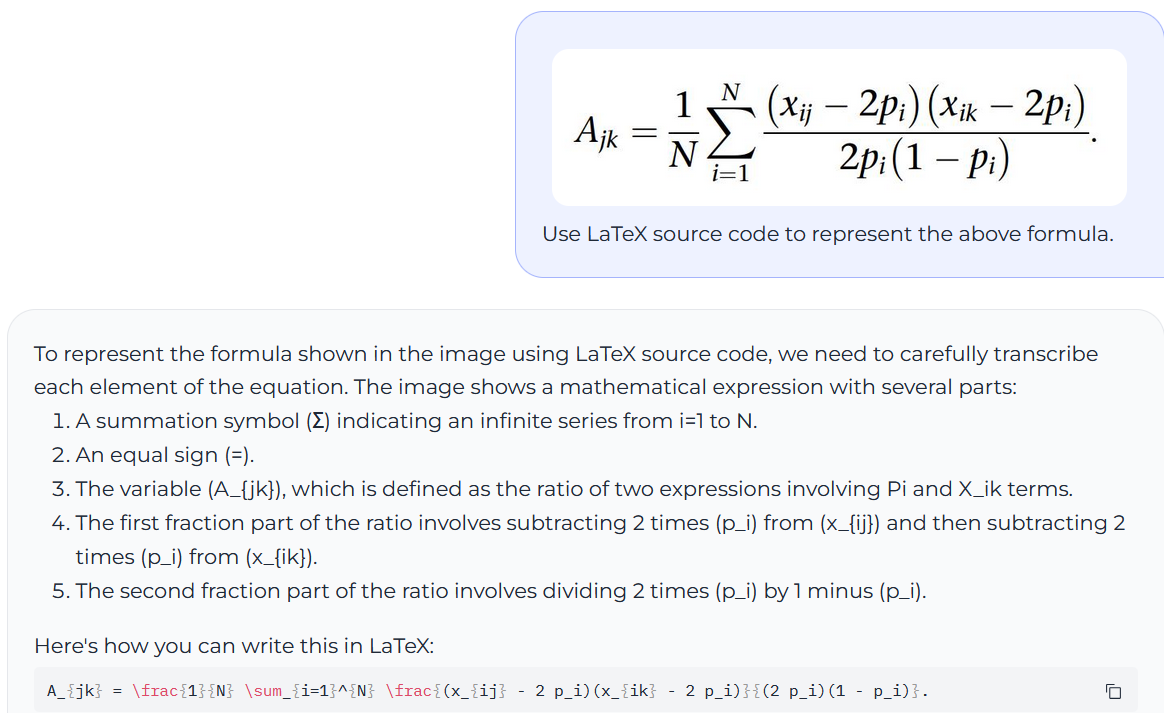 A_{jk} = \frac{1}{N} \sum_{i=1}^{N} \frac{(x_{ij} - 2p_i)(x_{ik} - 2p_i)}{2p_i(1 - p_i)}.
Use LaTeX source code to represent the above formula.
To represent the formula shown in the image using LaTeX source code, we need to carefully transcribe
each element of the equation. The image shows a mathematical expression with several parts:
1. A summation symbol (Σ) indicating an infinite series from i=1 to N.
2. An equal sign (=).
3. The variable (A_{jk}), which is defined as the ratio of two expressions involving Pi and X_ik terms.
4. The first fraction part of the ratio involves subtracting 2 times (p_i) from (x_{ij}) and then subtracting 2
times (p_i) from (x_{ik}).
5. The second fraction part of the ratio involves dividing 2 times (p_i) by 1 minus (p_i).
Here's how you can write this in LaTeX:
A_{jk} = \frac{1}{N} \sum_{i=1}^{N} \frac{(x_{ij} - 2 p_i)(x_{ik} - 2 p_i)}{(2 p_i)(1 - p_i)}.